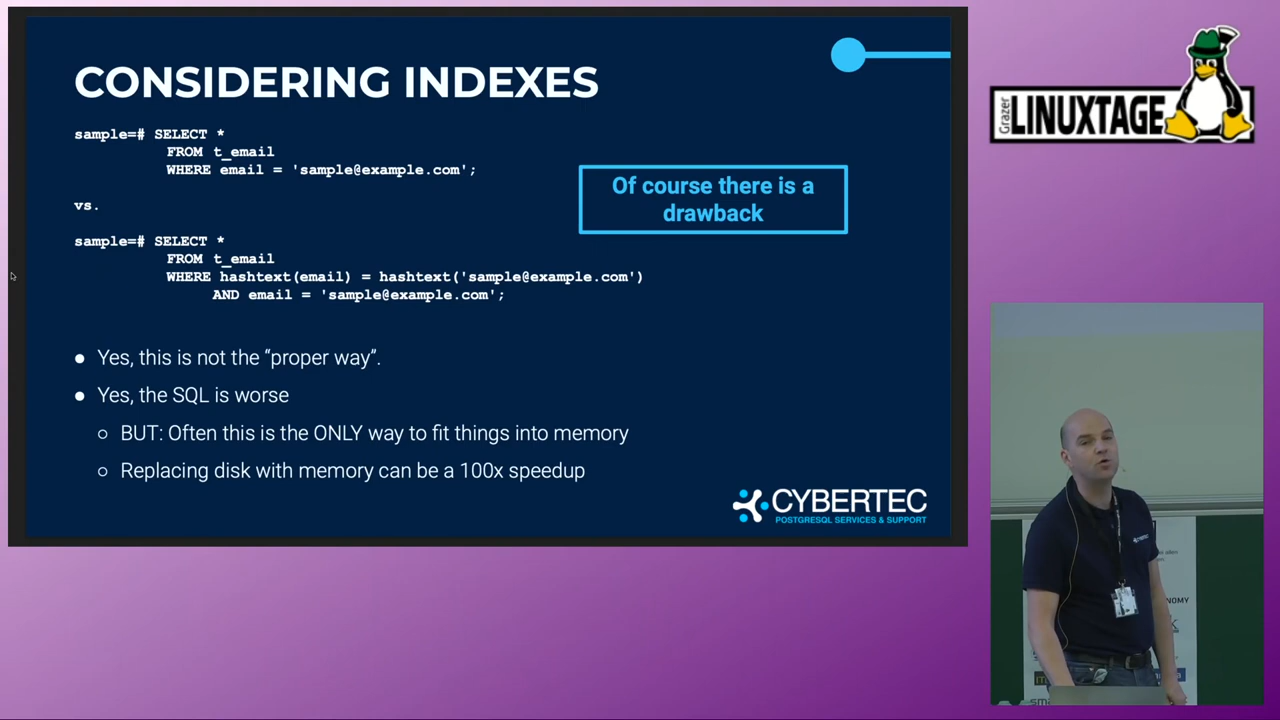 CONSIDERING INDEXES
sample=# SELECT *
FROM t_email
WHERE email = 'sample@example.com';
vs.
sample=# SELECT *
FROM t_email
WHERE hashtext(email) = hashtext('sample@example.com')
AND email = 'sample@example.com';
Of course there is a
drawback
● Yes, this is not the “proper way”.
● Yes, the SQL is worse
○ BUT: Often this is the ONLY way to fit things into memory
○ Replacing disk with memory can be a 100x speedup
CYBERTEC
POSTGRESQL SERVICES & SUPPORT
Grazer
LINUXTAGE
CYBERTEC